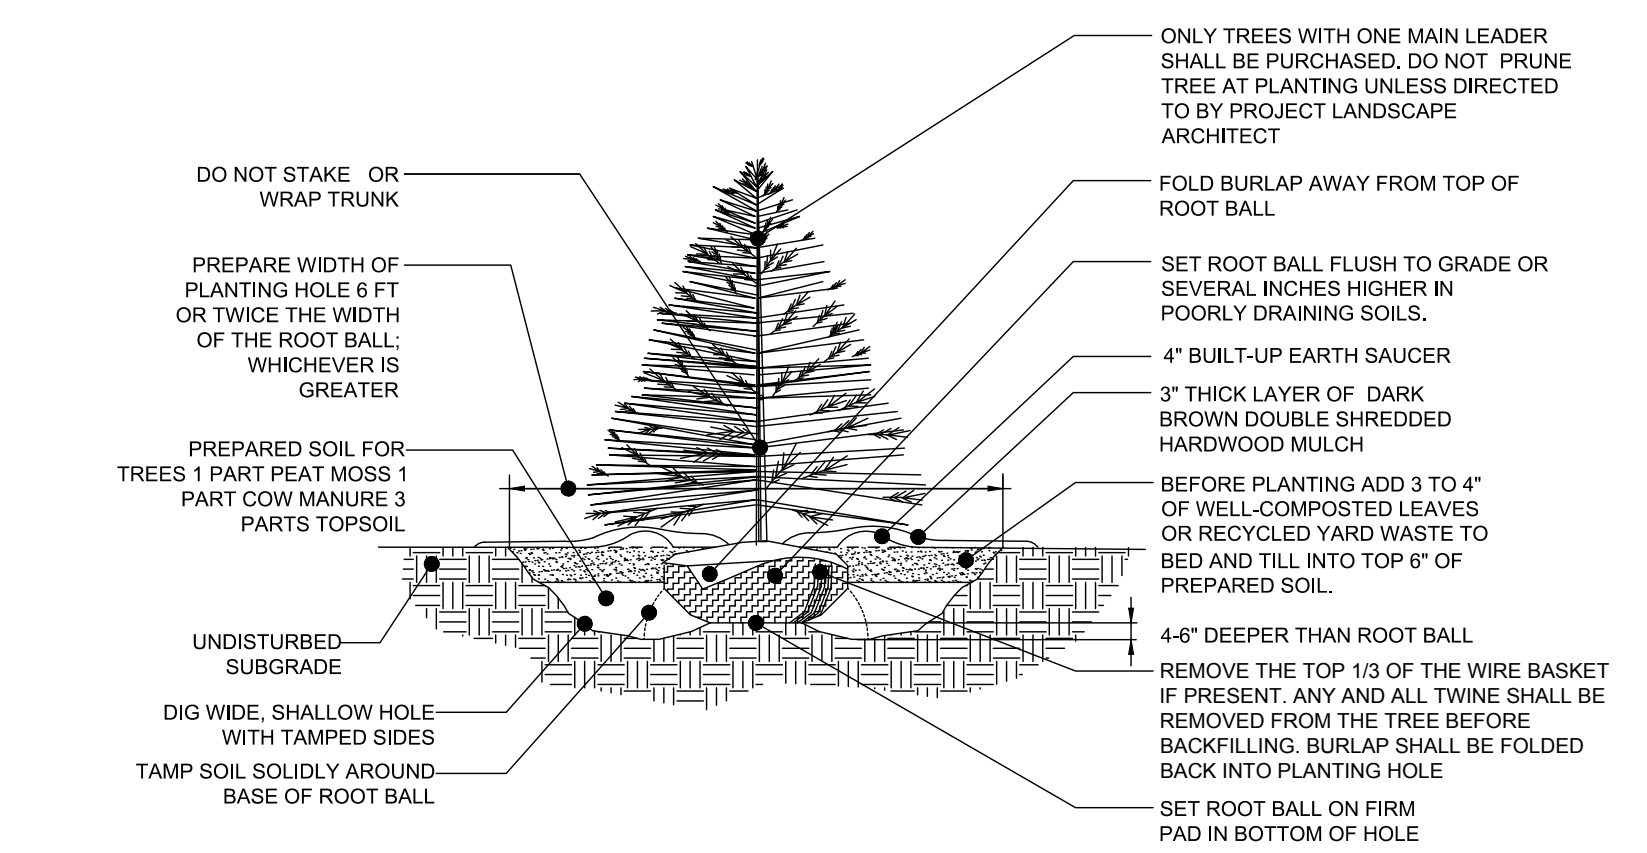 DO NOT STAKE OR
WRAP TRUNK
PREPARE WIDTH OF
PLANTING HOLE 6 FT
OR TWICE THE WIDTH
OF THE ROOT BALL;
WHICHEVER IS
GREATER
PREPARED SOIL FOR
TREES 1 PART PEAT MOSS 1
PART COW MANURE 3
PARTS TOPSOIL
UNDISTURBED
SUBGRADE
DIG WIDE, SHALLOW HOLE
WITH TAMPED SIDES
TAMP SOIL SOLIDLY AROUND
BASE OF ROOT BALL
ONLY TREES WITH ONE MAIN LEADER
SHALL BE PURCHASED. DO NOT PRUNE
TREE AT PLANTING UNLESS DIRECTED
TO BY PROJECT LANDSCAPE
ARCHITECT
FOLD BURLAP AWAY FROM TOP OF
ROOT BALL
SET ROOT BALL FLUSH TO GRADE OR
SEVERAL INCHES HIGHER IN
POORLY DRAINING SOILS.
4" BUILT-UP EARTH SAUCER
3" THICK LAYER OF DARK
BROWN DOUBLE SHREDDED
HARDWOOD MULCH
BEFORE PLANTING ADD 3 TO 4"
OF WELL-COMPOSTED LEAVES
OR RECYCLED YARD WASTE TO
BED AND TILL INTO TOP 6" OF
PREPARED SOIL.
4-6" DEEPER THAN ROOT BALL
REMOVE THE TOP 1/3 OF THE WIRE BASKET
IF PRESENT. ANY AND ALL TWINE SHALL BE
REMOVED FROM THE TREE BEFORE
BACKFILLING. BURLAP SHALL BE FOLDED
BACK INTO PLANTING HOLE
SET ROOT BALL ON FIRM
PAD IN BOTTOM OF HOLE